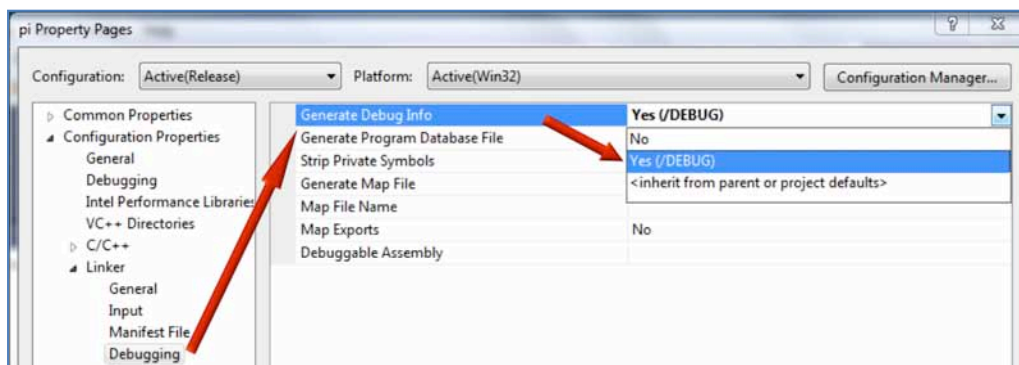 pi Property Pages
Configuration: Active(Release) Platform: Active(Win32) Configuration Manager...
Common Properties
Configuration Properties
General
Debugging
Intel Performance Libraries
VC++ Directories
C/C++
Linker
General
Input
Manifest File
Debugging
Generate Debug Info Yes (/DEBUG)
Generate Program Database File No
Strip Private Symbols Yes (/DEBUG)
Generate Map File <inherit from parent or project defaults>
Map File Name
Map Exports No
Debuggable Assembly